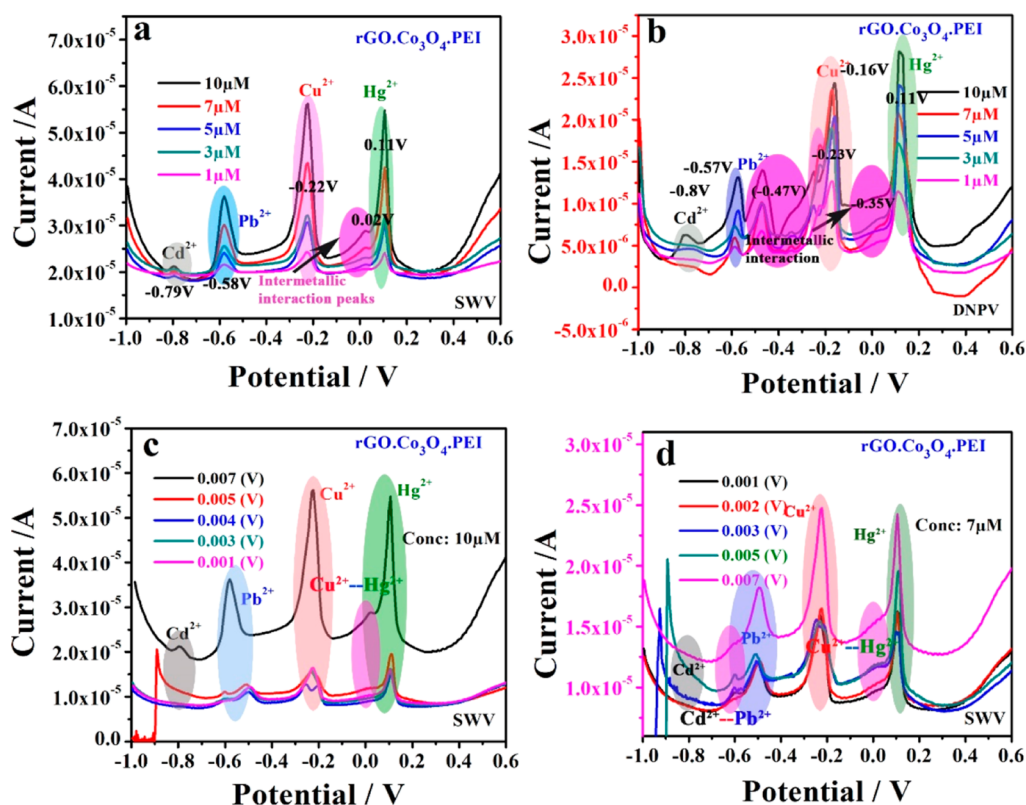 a
rGO.Co3O4.PEI
7.0x10-5
6.0x10-5
5.0x10-5
4.0x10-5
3.0x10-5
2.0x10-5
1.0x10-5
Current /A
10µM
7µM
5µM
3µM
1µM
Cu2+
Hg2+
0.11V
-0.22V
Pb2+
0.02V
Cd2+
-0.79V
-0.58V
Intermetallic
interaction peaks
SWV
-1.0 -0.8 -0.6 -0.4 -0.2 0.0 0.2 0.4 0.6
Potential / V
b
rGO.Co3O4.PEI
3.0x10-5
2.5x10-5
2.0x10-5
1.5x10-5
1.0x10-5
5.0x10-6
0.0
-5.0x10-6
Current /A
Cu2+
-0.16V
Hg2+
10µM
7µM
5µM
3µM
1µM
0.11V
-0.57V
Pb2+
-0.23V
-0.8V
(-0.47V)
Cd2+
-0.35V
Intermetallic
interaction
DNPV
-1.0 -0.8 -0.6 -0.4 -0.2 0.0 0.2 0.4 0.6
Potential / V
c
rGO.Co3O4.PEI
7.0x10-5
6.0x10-5
5.0x10-5
4.0x10-5
3.0x10-5
2.0x10-5
1.0x10-5
0.0
Current /A
0.007 (V)
0.005 (V)
0.004 (V)
0.003 (V)
0.001 (V)
Cu2+
Hg2+
Conc: 10µM
Cu2+--Hg2+
Pb2+
Cd2+
SWV
-1.0 -0.8 -0.6 -0.4 -0.2 0.0 0.2 0.4 0.6
Potential / V
d
rGO.Co3O4.PEI
3.0x10-5
2.5x10-5
2.0x10-5
1.5x10-5
1.0x10-5
Current /A
0.001 (V)
0.002 (V)
0.003 (V)
0.005 (V)
0.007 (V)
Cu2+
Conc: 7µM
Hg2+
Pb2+
Cu2+--Hg2+
Cd2+
Cd2+--Pb2+
SWV
-1.0 -0.8 -0.6 -0.4 -0.2 0.0 0.2 0.4 0.6
Potential / V